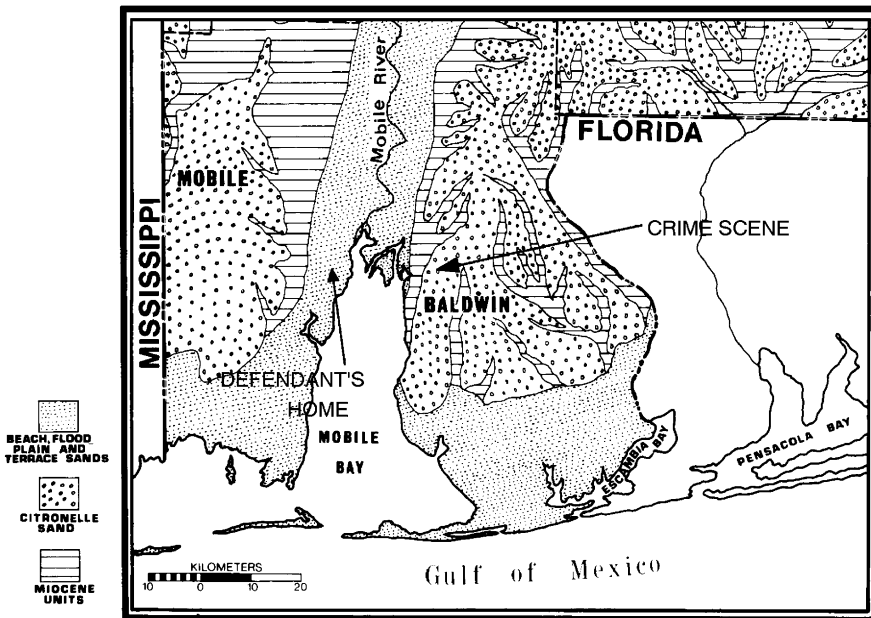 Mobile River
FLORIDA
MOBILE
MISSISSIPPI
CRIME SCENE
BALDWIN
DEFENDANT'S
HOME
MOBILE
BAY
ESCAMBIA BAY
PENSACOLA BAY
BEACH, FLOOD
PLAIN AND
TERRACE SANDS
CITRONELLE
SAND
MIOCENE
UNITS
KILOMETERS
10 0 10 20
Gulf of Mexico